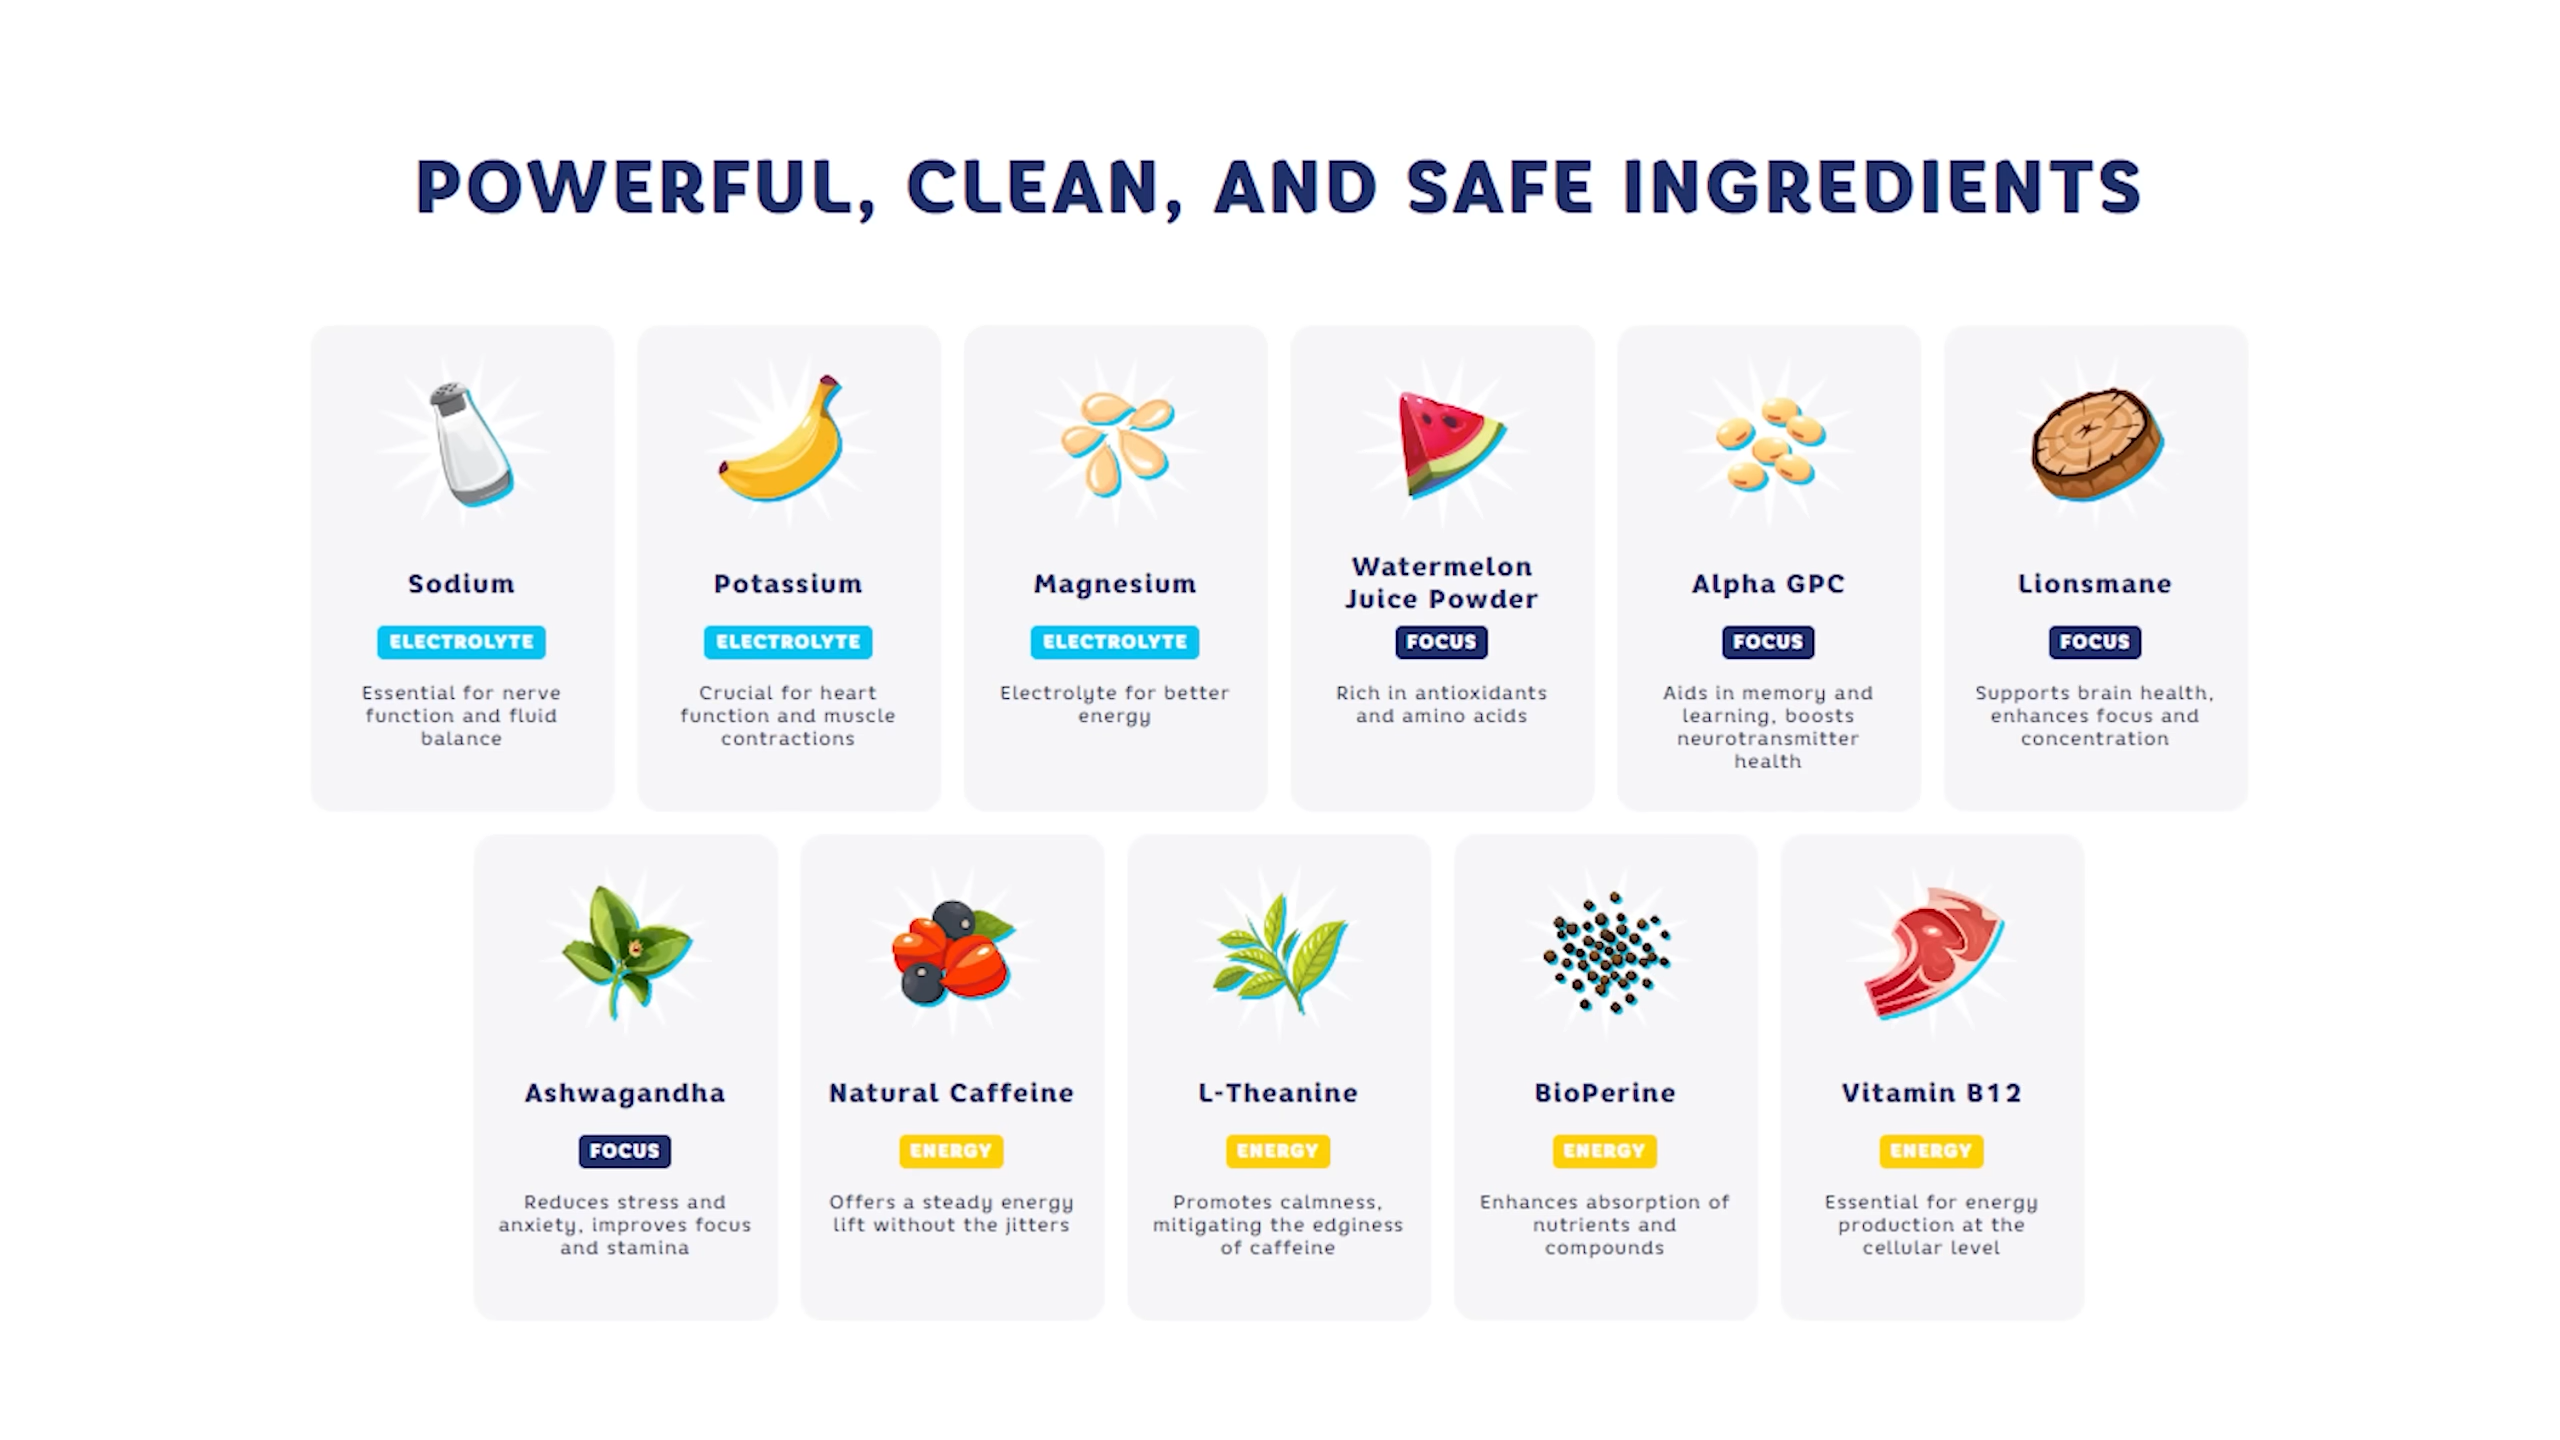 POWERFUL, CLEAN, AND SAFE INGREDIENTS
Sodium
ELECTROLYTE
Essential for nerve
function and fluid
balance
Potassium
ELECTROLYTE
Crucial for heart
function and muscle
contractions
Magnesium
ELECTROLYTE
Electrolyte for better
energy
Watermelon
Juice Powder
FOCUS
Rich in antioxidants
and amino acids
Alpha GPC
FOCUS
Aids in memory and
learning, boosts
neurotransmitter
health
Lionsmane
FOCUS
Supports brain health,
enhances focus and
concentration
Ashwagandha
FOCUS
Reduces stress and
anxiety, improves focus
and stamina
Natural Caffeine
ENERGY
Offers a steady energy
lift without the jitters
L-Theanine
ENERGY
Promotes calmness,
mitigating the edginess
of caffeine
BioPerine
ENERGY
Enhances absorption of
nutrients and
compounds
Vitamin B12
ENERGY
Essential for energy
production at the
cellular level